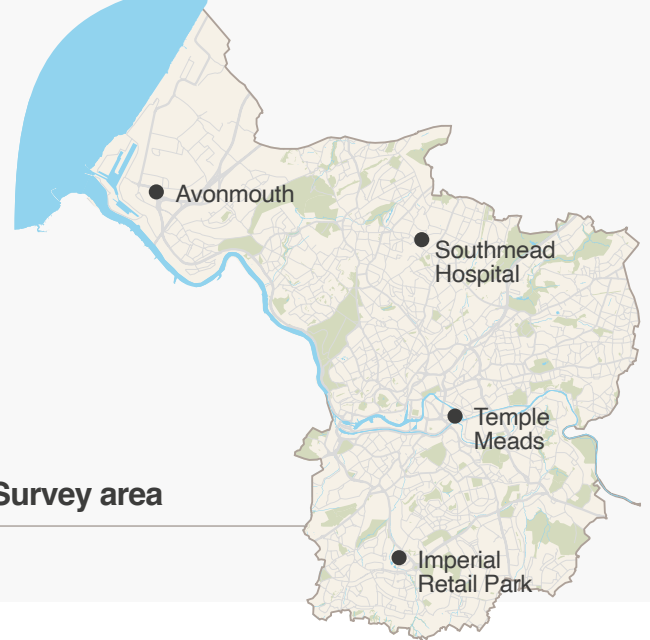 Avonmouth
Southmead
Hospital
Temple
Meads
Survey area
Imperial
Retail Park